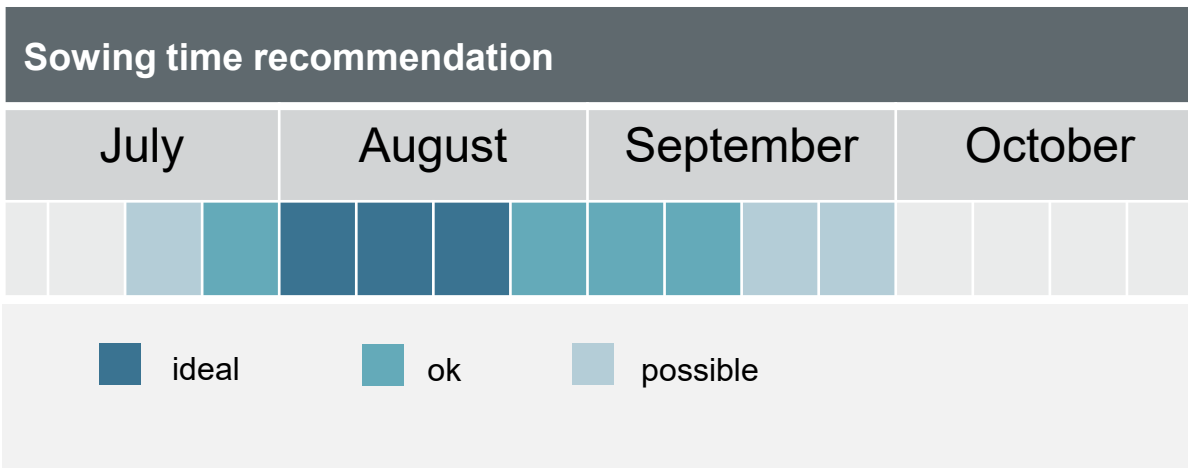 Sowing time recommendation
July August September October
ideal ok possible